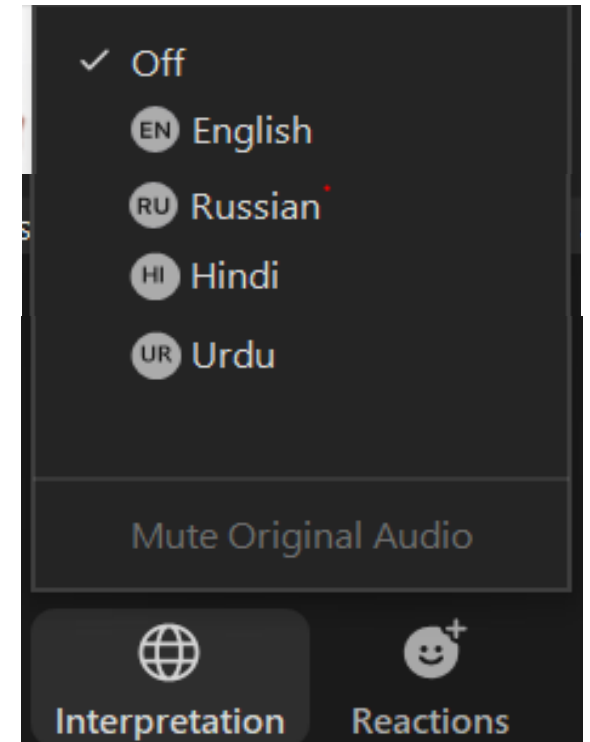 Off
EN English
RU Russian
HI Hindi
UR Urdu
Mute Original Audio
Interpretation Reactions